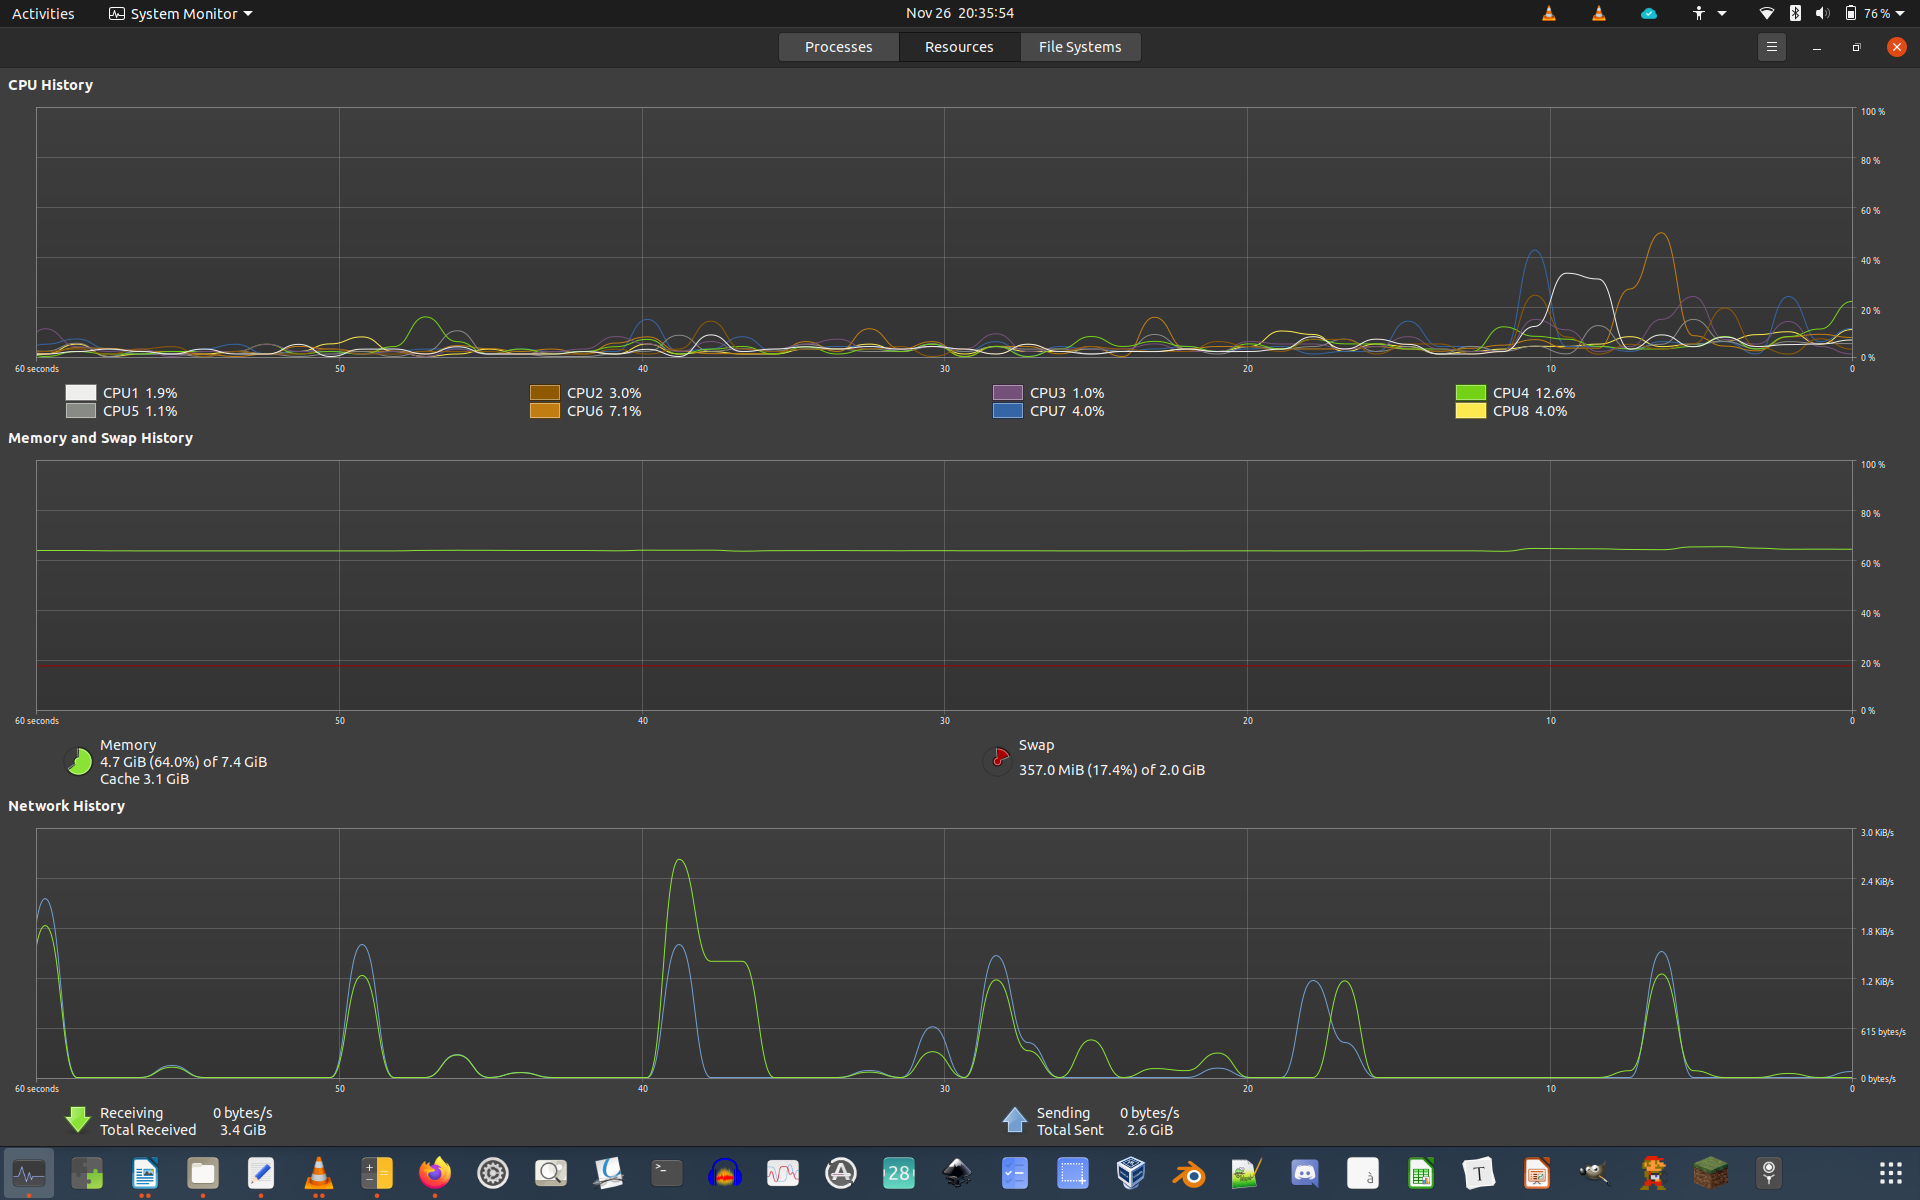 Activities System Monitor Nov 26 20:35:54 76 %
Processes Resources File Systems
CPU History
100 %
80 %
60 %
40 %
20 %
0 %
60 seconds 50 40 30 20 10 0
CPU1 1.9% CPU2 3.0% CPU3 1.0% CPU4 12.6%
CPU5 1.1% CPU6 7.1% CPU7 4.0% CPU8 4.0%
Memory and Swap History
100 %
80 %
60 %
40 %
20 %
0 %
60 seconds 50 40 30 20 10 0
Memory
4.7 GiB (64.0%) of 7.4 GiB
Cache 3.1 GiB
Swap
357.0 MiB (17.4%) of 2.0 GiB
Network History
3.0 KiB/s
2.4 KiB/s
1.8 KiB/s
1.2 KiB/s
615 bytes/s
0 bytes/s
60 seconds 50 40 30 20 10 0
Receiving 0 bytes/s
Total Received 3.4 GiB
Sending 0 bytes/s
Total Sent 2.6 GiB
28
à
T